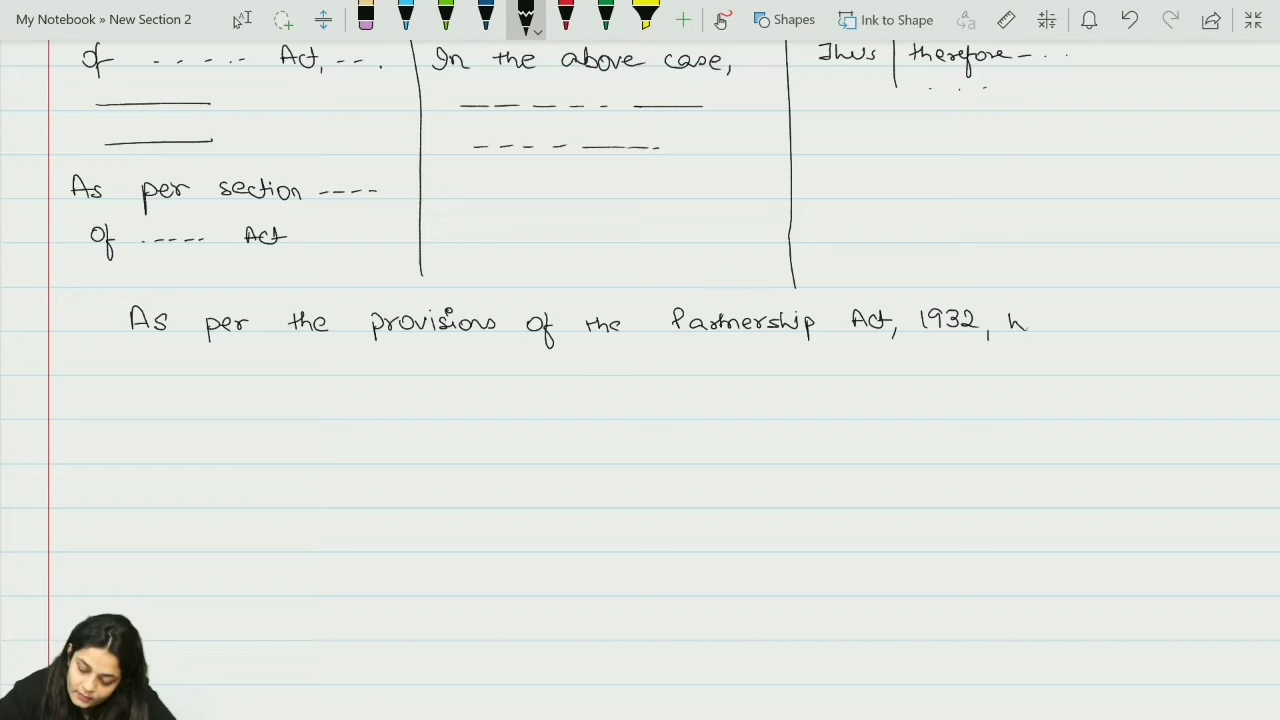 My Notebook » New Section 2
Shapes
Ink to Shape
of ...... Act, -- .
As per section ----
of .---- Act
In the above case,
Thus therefore - ..
As per the provisions of the Partnership Act, 1932, h